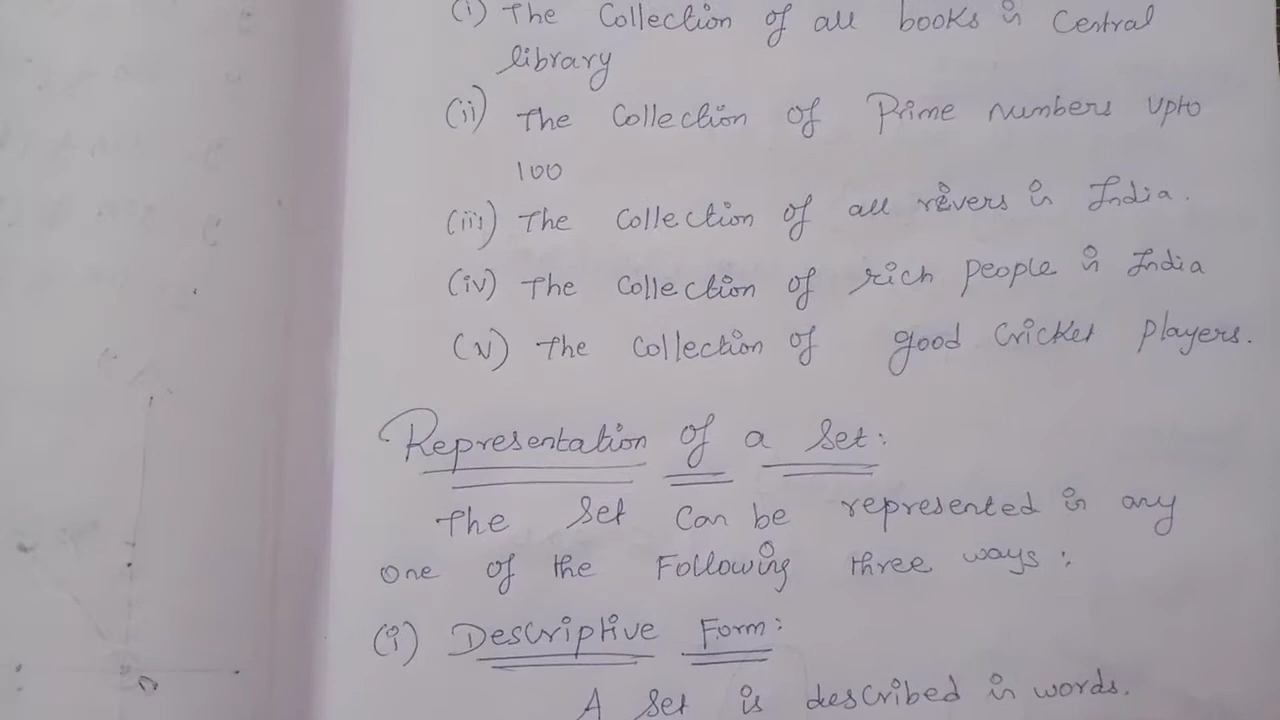 (i) The Collection of all books in Central
library
(ii) The Collection of Prime numbers upto
100
(iii) The Collection of all rivers in India.
(iv) The Collection of rich people in India
(v) The Collection of good Cricket Players.
Representation of a Set:
The Set Can be represented in any
One of the Following three ways:
(i) Descriptive Form:
A Set is described in words.